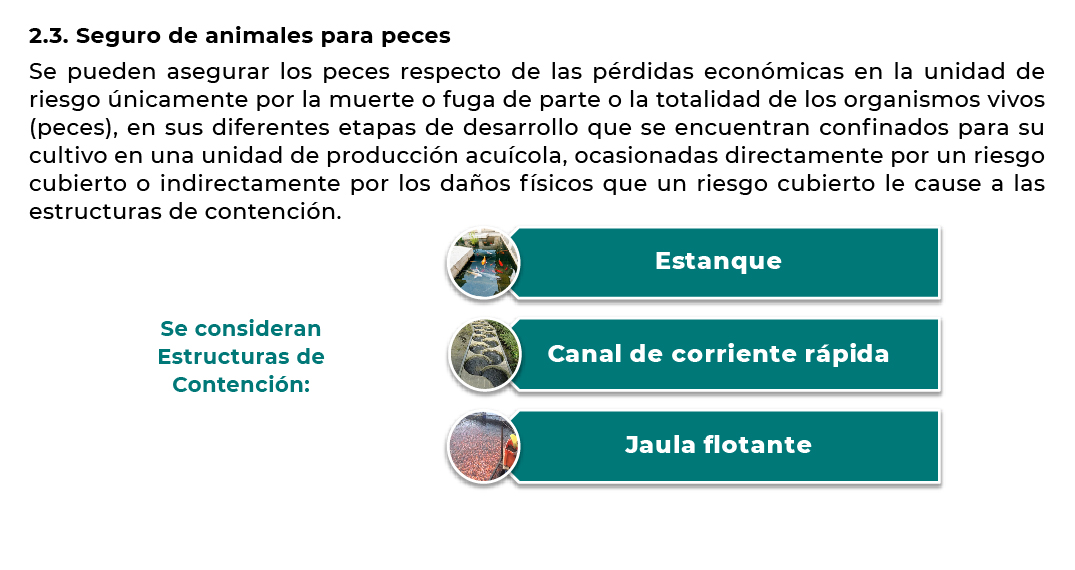 2.3. Seguro de animales para peces
Se pueden asegurar los peces respecto de las pérdidas económicas en la unidad de
riesgo únicamente por la muerte o fuga de parte o la totalidad de los organismos vivos
(peces), en sus diferentes etapas de desarrollo que se encuentran confinados para su
cultivo en una unidad de producción acuícola, ocasionadas directamente por un riesgo
cubierto o indirectamente por los daños físicos que un riesgo cubierto le cause a las
estructuras de contención.
Estanque
Se consideran
Estructuras de
Contención:
Canal de corriente rápida
Jaula flotante